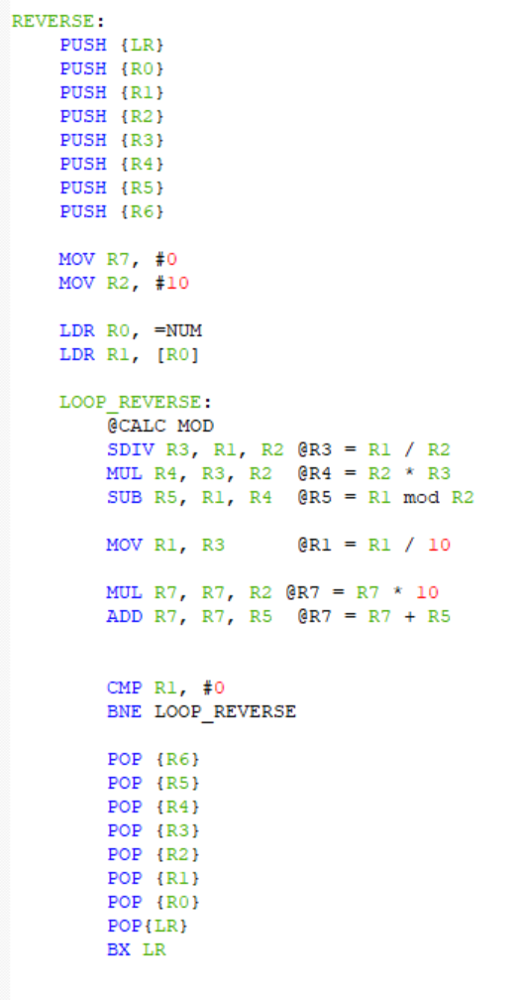 REVERSE:
PUSH {LR}
PUSH {R0}
PUSH {R1}
PUSH {R2}
PUSH {R3}
PUSH {R4}
PUSH {R5}
PUSH {R6}
MOV R7, #0
MOV R2, #10
LDR R0, =NUM
LDR R1, [R0]
LOOP_REVERSE:
@CALC MOD
SDIV R3, R1, R2 @R3 = R1 / R2
MUL R4, R3, R2 @R4 = R2 * R3
SUB R5, R1, R4 @R5 = R1 mod R2
MOV R1, R3 @R1 = R1 / 10
MUL R7, R7, R2 @R7 = R7 * 10
ADD R7, R7, R5 @R7 = R7 + R5
CMP R1, #0
BNE LOOP_REVERSE
POP {R6}
POP {R5}
POP {R4}
POP {R3}
POP {R2}
POP {R1}
POP {R0}
POP{LR}
BX LR